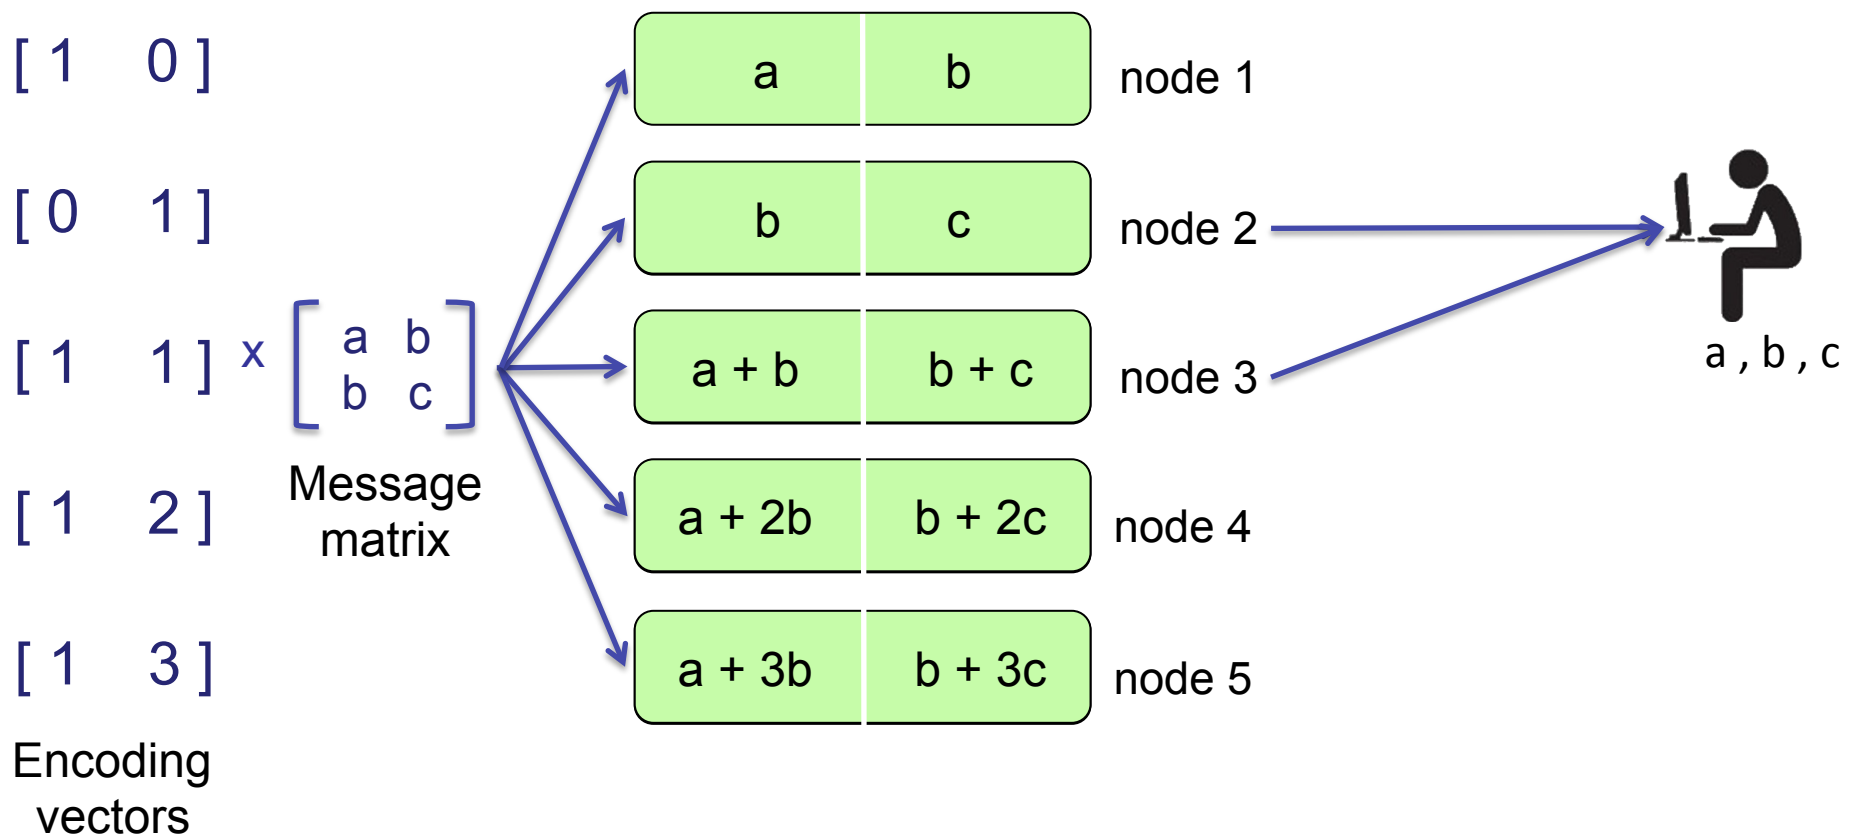 [ 1 0 ]
a b
node 1
[ 0 1 ]
b c
node 2
[ 1 1 ] x
a b
b c
a + b b + c
node 3
a , b , c
Message
matrix
[ 1 2 ]
a + 2b b + 2c
node 4
[ 1 3 ]
a + 3b b + 3c
node 5
Encoding
vectors